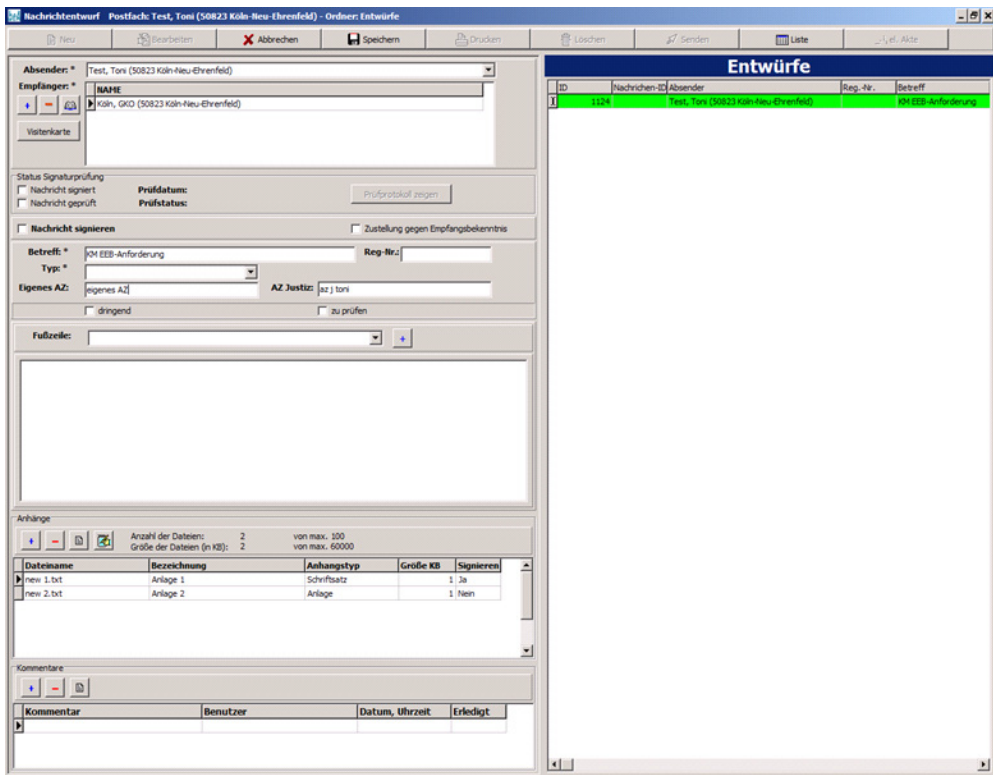 Nachrichtentwurf Postfach: Test, Toni (50823 Köln-Neu-Ehrenfeld) - Ordner: Entwürfe
Neu Bearbeiten Abbrechen Speichern Drucken Löschen Senden Liste el. Akte
Absender: * Test, Toni (50823 Köln-Neu-Ehrenfeld)
Empfänger: * NAME
Köln, GKO (50823 Köln-Neu-Ehrenfeld)
Visitenkarte
Status Signaturprüfung
Nachricht signiert Prüfdatum:
Nachricht geprüft Prüfstatus:
Prüfprotokoll zeigen
Nachricht signieren Zustellung gegen Empfangsbekenntnis
Betreff: * KM EEB-Anforderung Reg-Nr.:
Typ: *
Eigenes AZ: eigenes AZ AZ Justiz: az j toni
dringend zu prüfen
Fußzeile:
Anhänge
Anzahl der Dateien: 2 von max. 100
Größe der Dateien (in KB): 2 von max. 60000
Dateiname Bezeichnung Anhangstyp Größe KB Signieren
new 1.txt Anlage 1 Schriftsatz 1 Ja
new 2.txt Anlage 2 Anlage 1 Nein
Kommentare
Kommentar Benutzer Datum, Uhrzeit Erledigt
Entwürfe
ID Nachrichen-ID Absender Reg.-Nr. Betreff
1124 Test, Toni (50823 Köln-Neu-Ehrenfeld) KM EEB-Anforderung